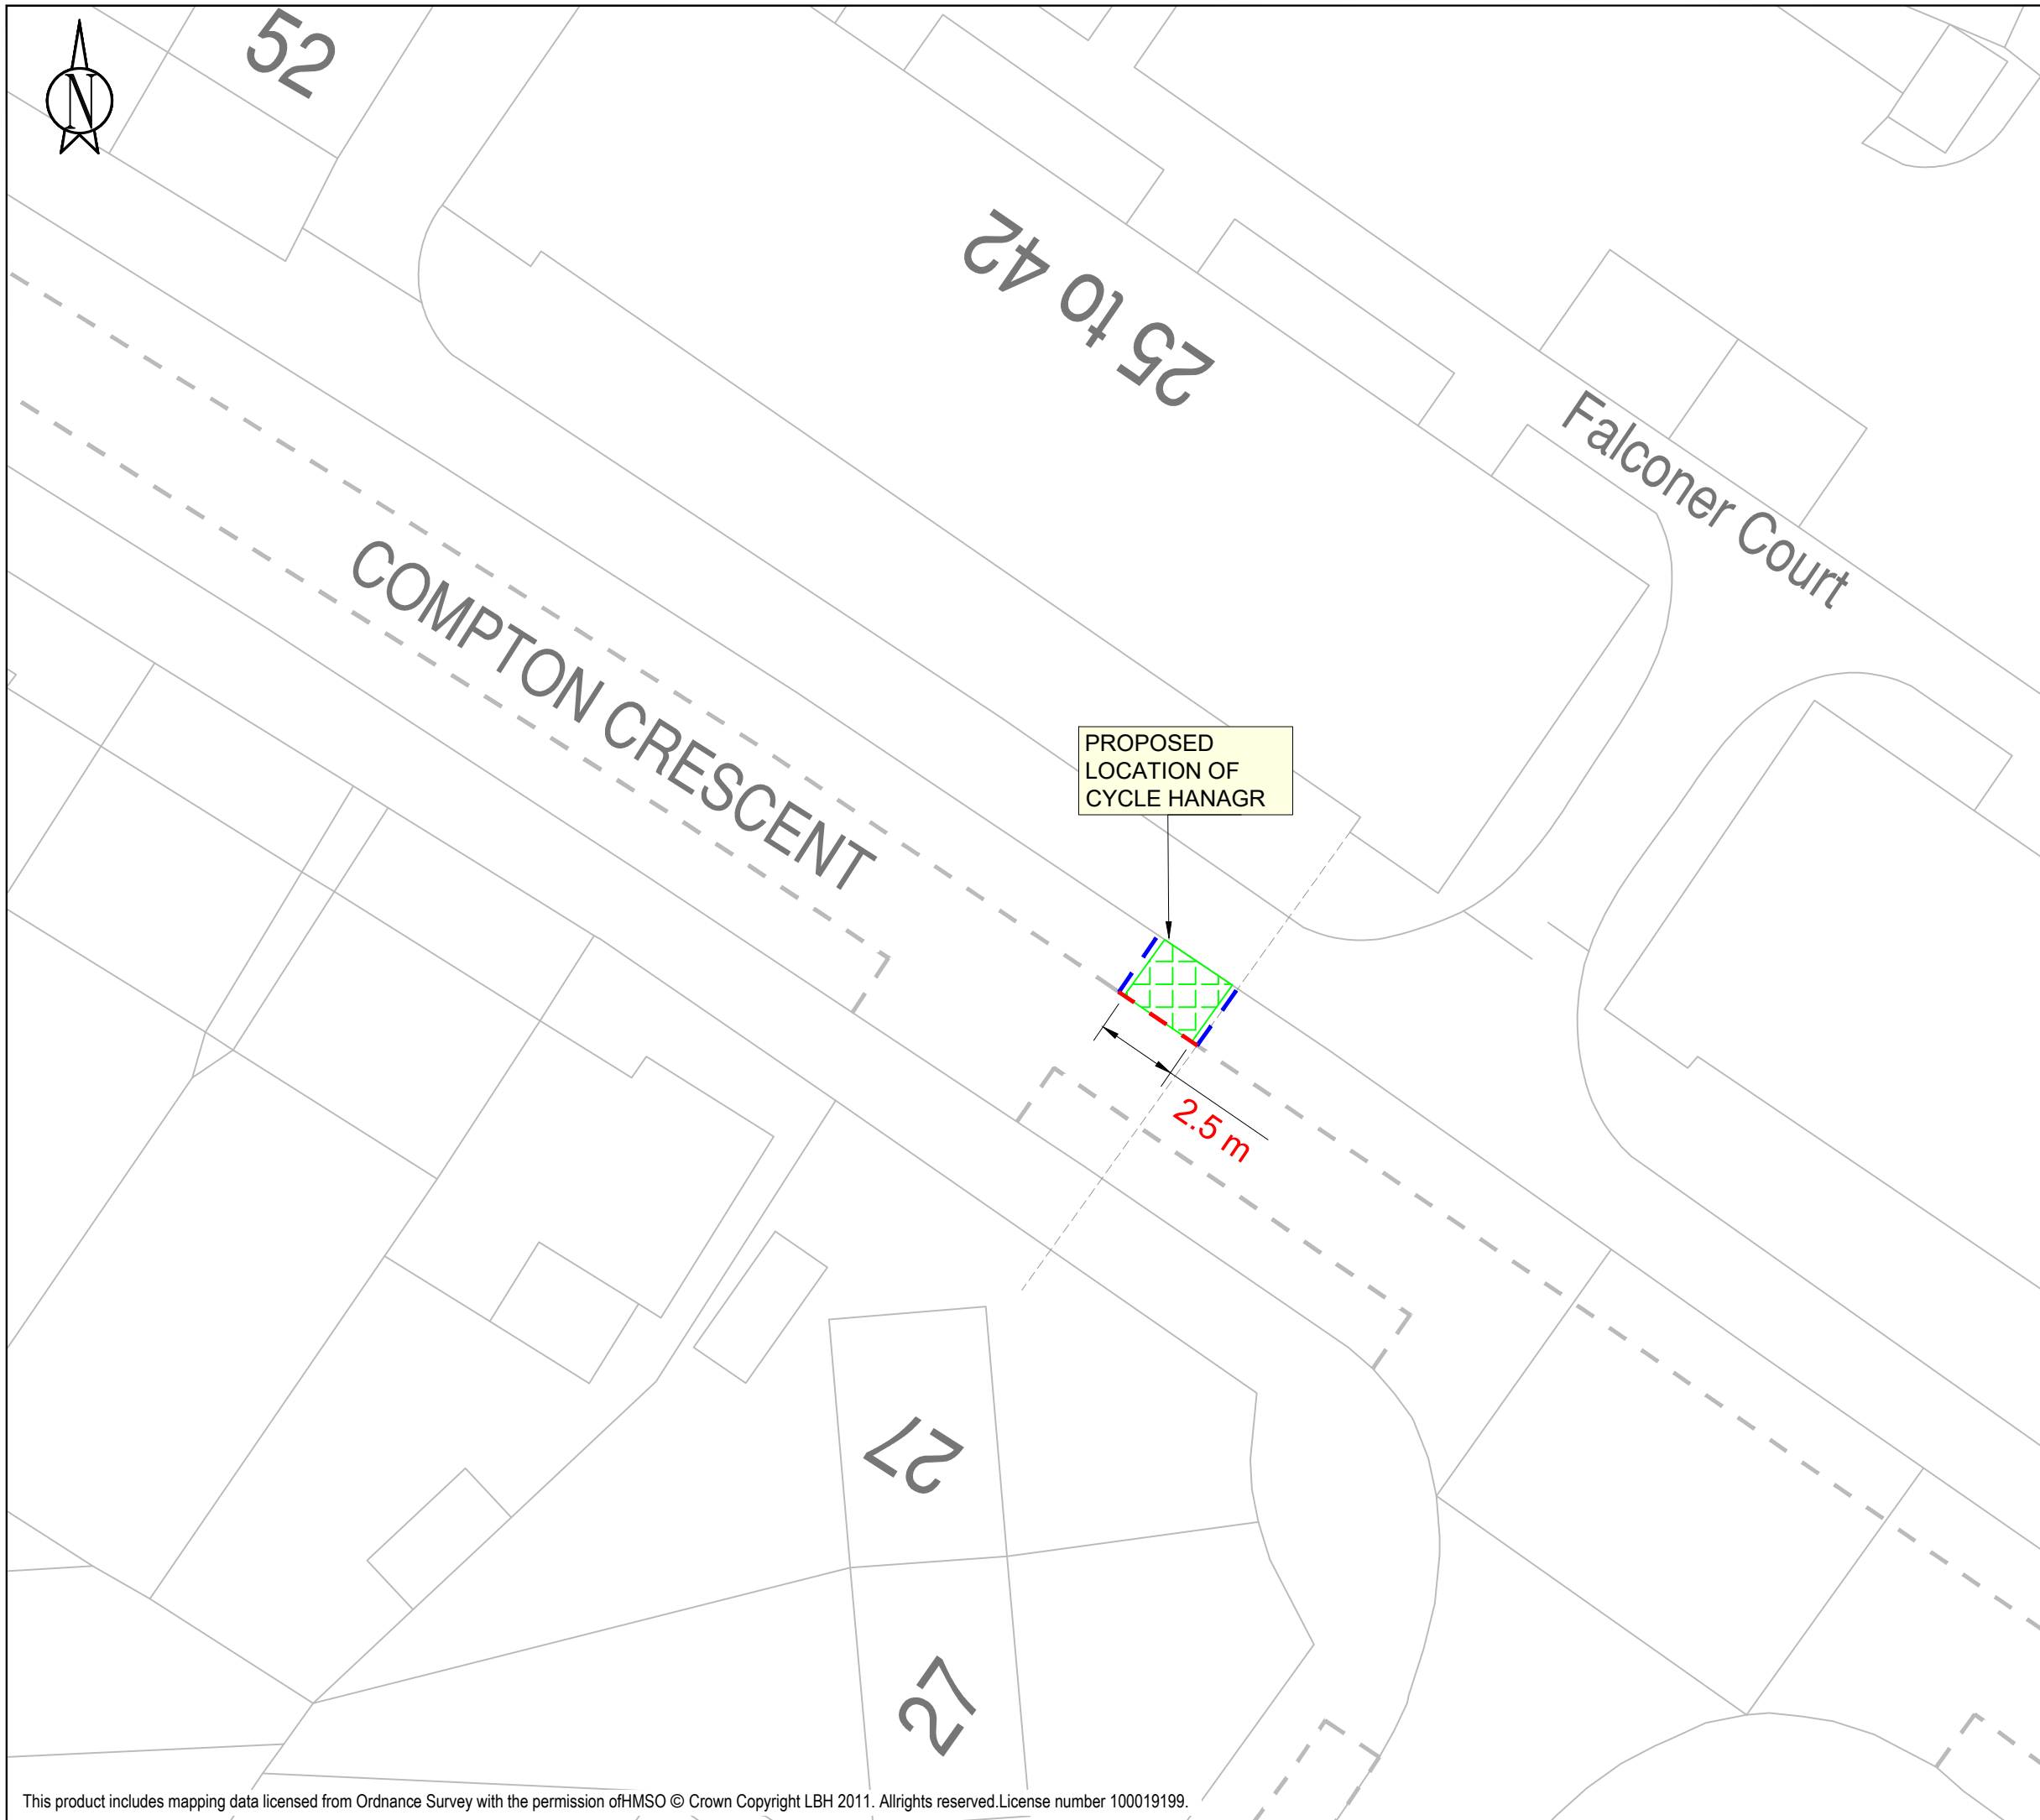 N
52
25 to 42
Falconer Court
COMPTON CRESCENT
PROPOSED
LOCATION OF
CYCLE HANAGR
2.5 m
27
27
This product includes mapping data licensed from Ordnance Survey with the permission ofHMSO © Crown Copyright LBH 2011. Allrights reserved.License number 100019199.